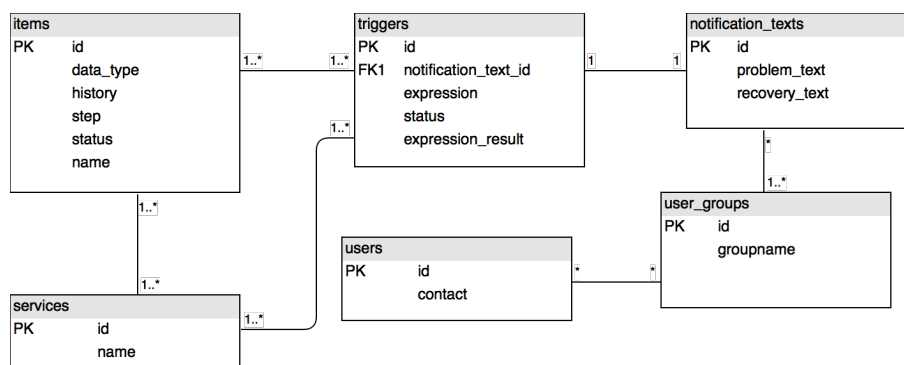 items
PK id
data_type
history
step
status
name
1..*
1..*
triggers
PK id
FK1 notification_text_id
expression
status
expression_result
1..*
1
1
notification_texts
PK id
problem_text
recovery_text
*
1..*
user_groups
PK id
groupname
users
PK id
contact
*
*
1..*
1..*
services
PK id
name
1..*